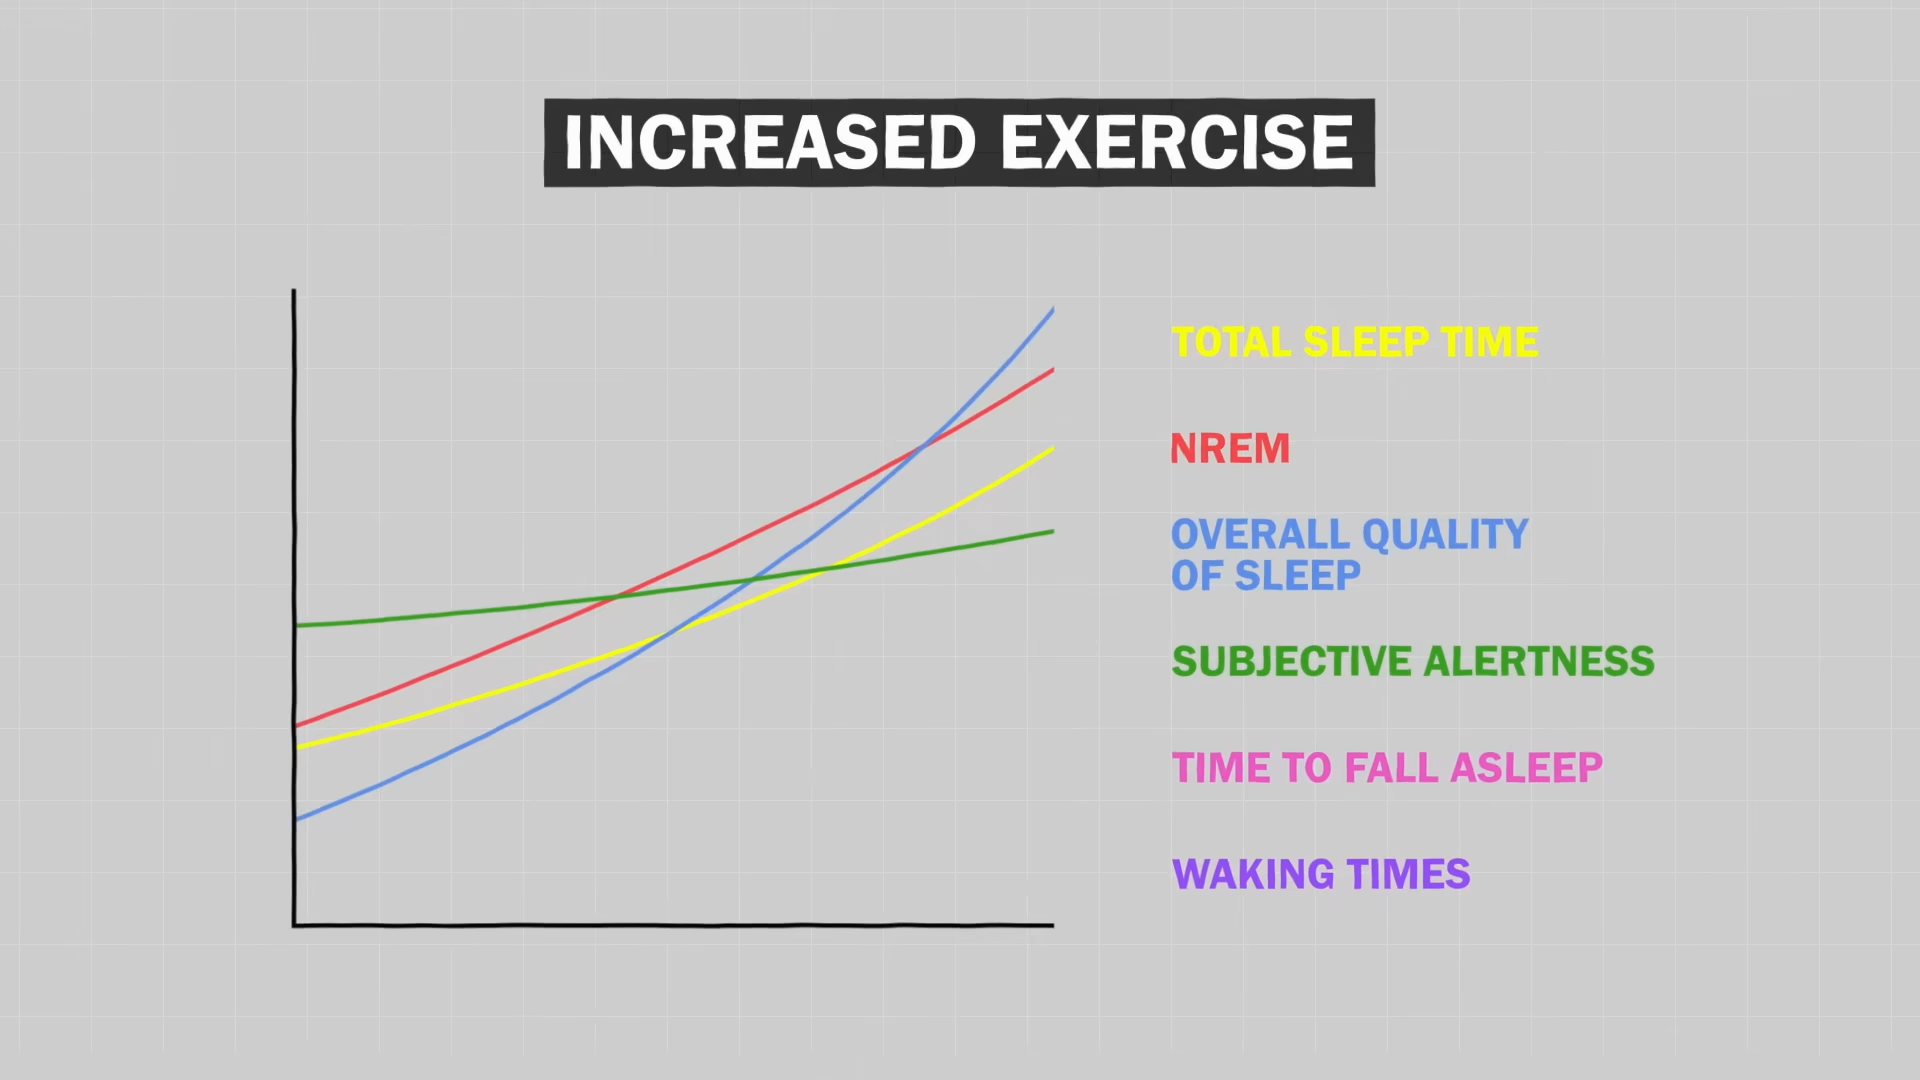 INCREASED EXERCISE
TOTAL SLEEP TIME
NREM
OVERALL QUALITY
OF SLEEP
SUBJECTIVE ALERTNESS
TIME TO FALL ASLEEP
WAKING TIMES